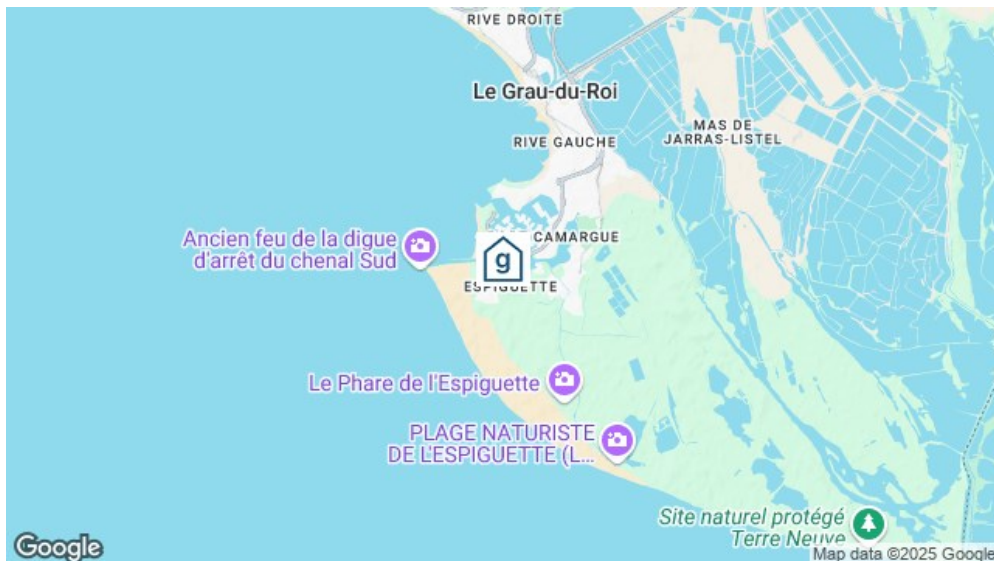 RIVE DROITE
Le Grau-du-Roi
MAS DE
JARRAS-LISTEL
RIVE GAUCHE
Ancien feu de la digue
d'arrêt du chenal Sud
CAMARGUE
g
ESPIGUETTE
Le Phare de l'Espiguette
PLAGE NATURISTE
DE L'ESPIGUETTE (L...
Site naturel protégé
Terre Neuve
Google
Map data ©2025 Google